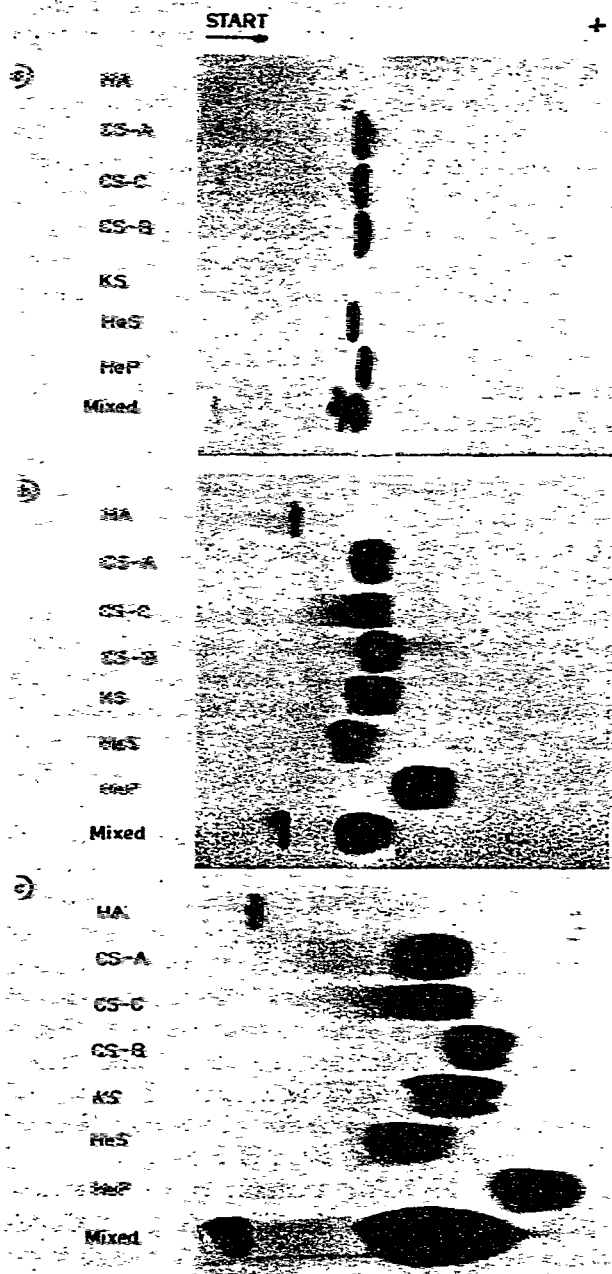 START +
a)
HA
CS-A
CS-C
CS-B
KS
HeS
HeP
Mixed
b)
HA
CS-A
CS-C
CS-B
KS
HeS
HeP
Mixed
c)
HA
CS-A
CS-C
CS-B
KS
HeS
HeP
Mixed